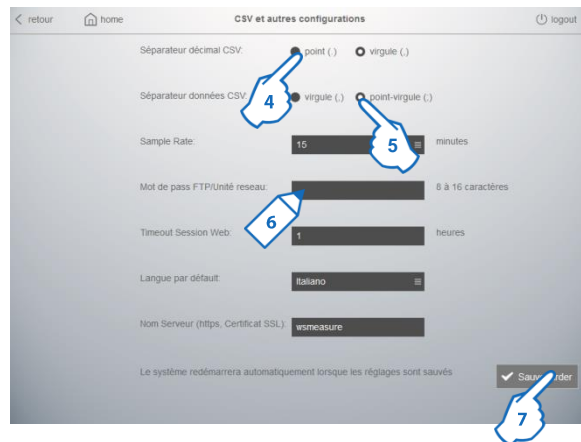 retour home CSV et autres configurations logout
Séparateur décimal CSV: point (.) virgule (,)
4
Séparateur données CSV: virgule (,) point-virgule (;)
5
Sample Rate: 15 minutes
Mot de pass FTP/Unité reseau: 8 à 16 caractères
6
Timeout Session Web: 1 heures
Langue par défault: Italiano
Nom Serveur (https, Certificat SSL): wsmeasure
Le système redémarrera automatiquement lorsque les réglages sont sauvés
Sauvegarder
7